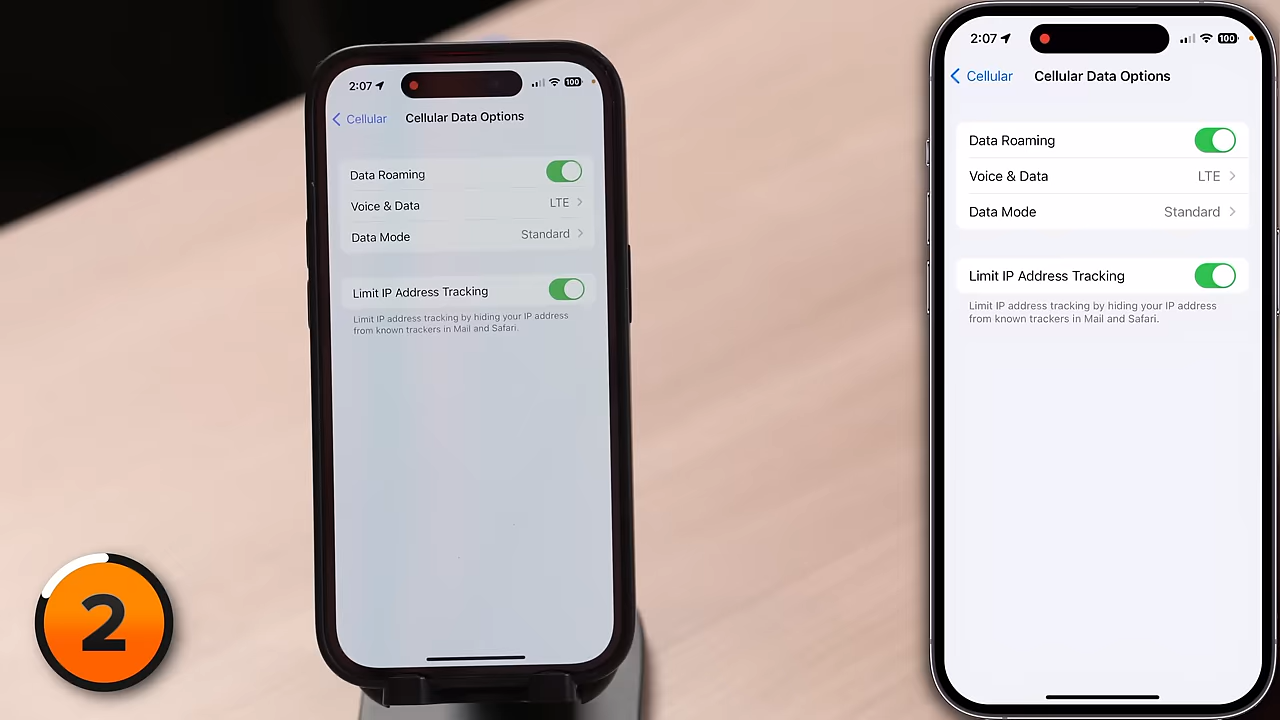 2:07
100
Cellular
Cellular Data Options
Data Roaming
Voice & Data
LTE
Data Mode
Standard
Limit IP Address Tracking
Limit IP address tracking by hiding your IP address
from known trackers in Mail and Safari.
2
2:07
100
Cellular
Cellular Data Options
Data Roaming
Voice & Data
LTE
Data Mode
Standard
Limit IP Address Tracking
Limit IP address tracking by hiding your IP address
from known trackers in Mail and Safari.